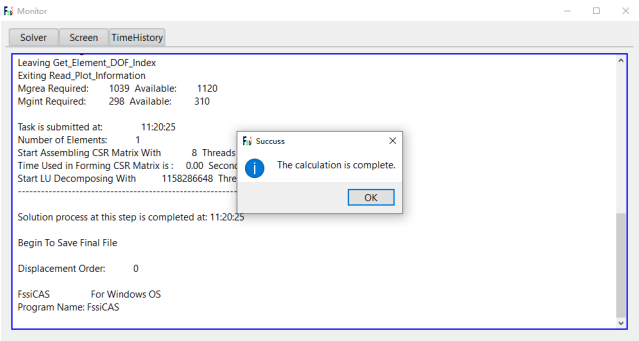 Monitor
Solver Screen TimeHistory
Leaving Get_Element_DOF_Index
Exiting Read_Plot_Information
Mgrea Required: 1039 Available: 1120
Mgint Required: 298 Available: 310
Task is submitted at: 11:20:25
Number of Elements: 1
Start Assembling CSR Matrix With 8 Threads
Time Used in Forming CSR Matrix is : 0.00 Second
Start LU Decomposing With 1158286648 Thre
Succuss
The calculation is complete.
OK
Solution process at this step is completed at: 11:20:25
Begin To Save Final File
Displacement Order: 0
FssiCAS For Windows OS
Program Name: FssiCAS